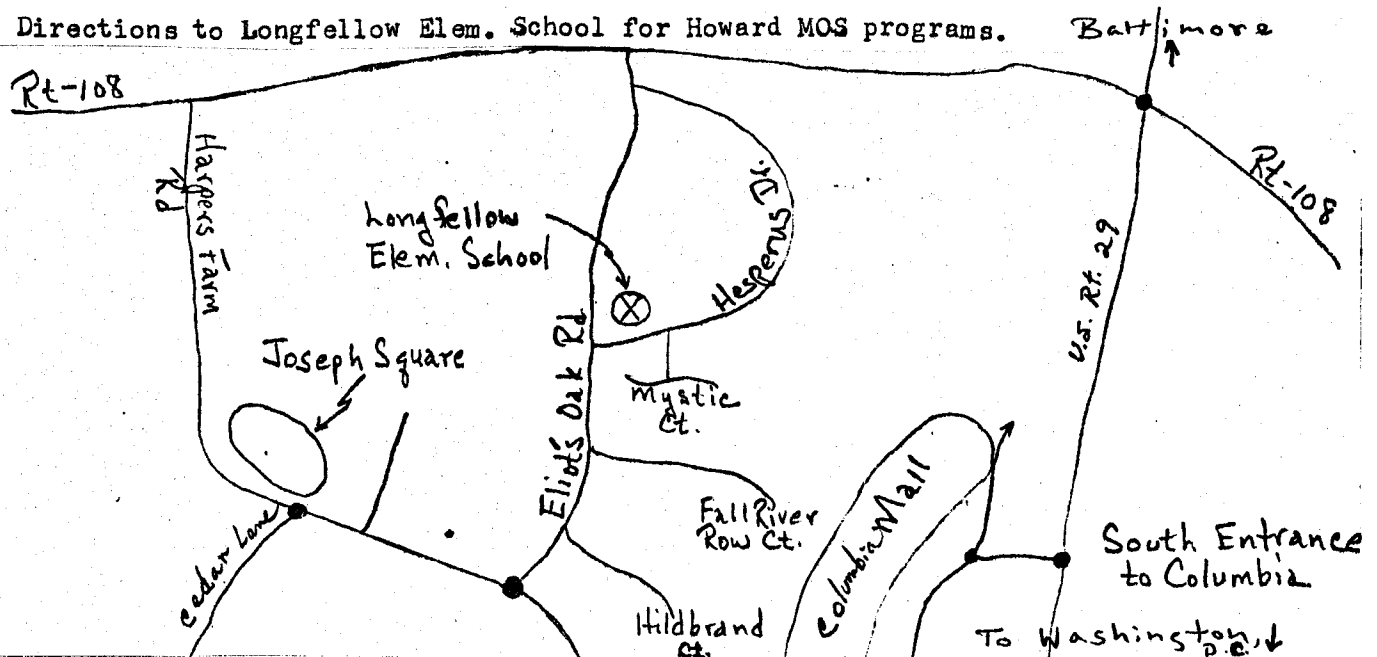 Directions to Longfellow Elem. School for Howard MOS programs.
Baltimore
Rt-108
Harpers Farm
Rd
Longfellow
Elem. School
Hesperus Dr.
Rt-108
U.S. Rt. 29
Joseph Square
Eliot's Oak Rd
Mystic
Ct.
Cedar Lane
Fall River
Row Ct.
Columbia Mall
South Entrance
to Columbia
Hildbrand
Ct.
To Washington,
D.C.